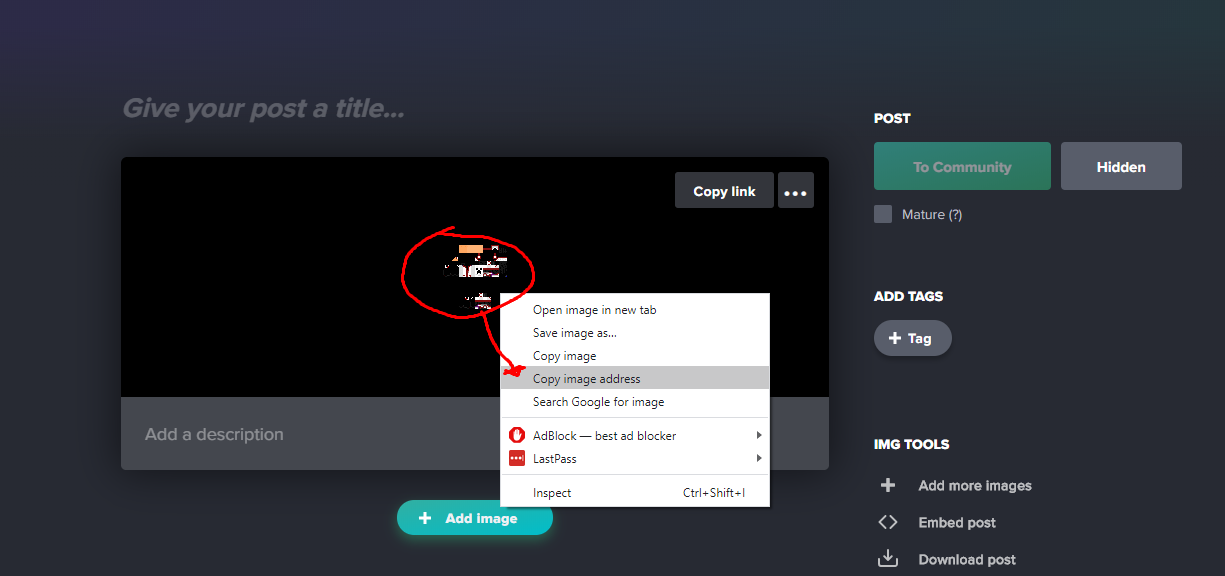 Give your post a title...
POST
To Community
Hidden
Mature (?)
Copy link
Open image in new tab
Save image as...
Copy image
Copy image address
Search Google for image
AdBlock — best ad blocker
LastPass
Inspect Ctrl+Shift+I
Add a description
Add image
ADD TAGS
Tag
IMG TOOLS
Add more images
Embed post
Download post